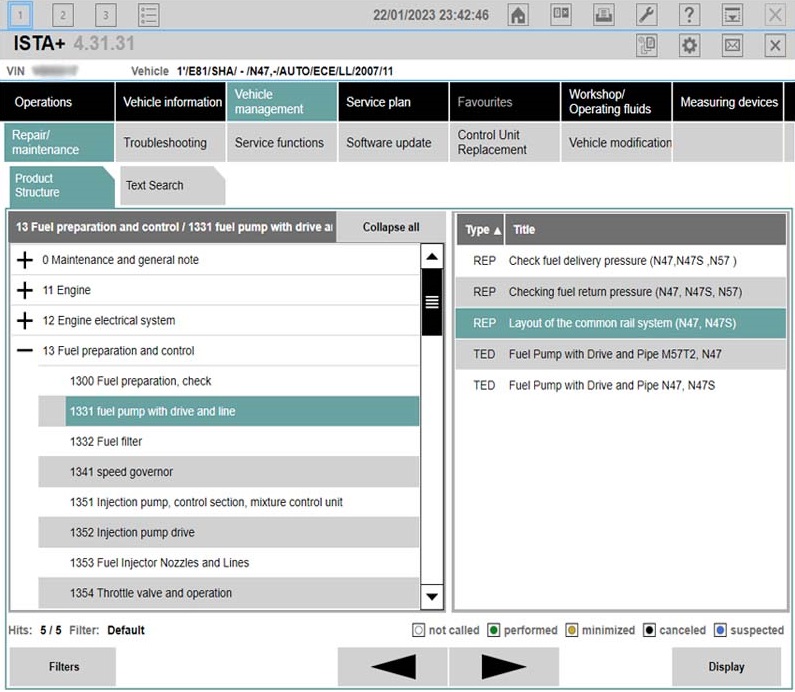 1 2 3 22/01/2023 23:42:46 ?
ISTA+ 4.31.31
VIN Vehicle 1'/E81/SHA/ - /N47,-/AUTO/ECE/LL/2007/11
Operations
Vehicle information
Vehicle
management
Service plan
Favourites
Workshop/
Operating fluids
Measuring devices
Repair/
maintenance
Troubleshooting
Service functions
Software update
Control Unit
Replacement
Vehicle modification
Product
Structure
Text Search
13 Fuel preparation and control / 1331 fuel pump with drive a
Collapse all
0 Maintenance and general note
11 Engine
12 Engine electrical system
13 Fuel preparation and control
1300 Fuel preparation, check
1331 fuel pump with drive and line
1332 Fuel filter
1341 speed governor
1351 Injection pump, control section, mixture control unit
1352 Injection pump drive
1353 Fuel Injector Nozzles and Lines
1354 Throttle valve and operation
Type ▲ Title
REP Check fuel delivery pressure (N47,N47S ,N57 )
REP Checking fuel return pressure (N47, N47S, N57)
REP Layout of the common rail system (N47, N47S)
TED Fuel Pump with Drive and Pipe M57T2, N47
TED Fuel Pump with Drive and Pipe N47, N47S
Hits: 5 / 5 Filter: Default
not called performed minimized canceled suspected
Filters
Display